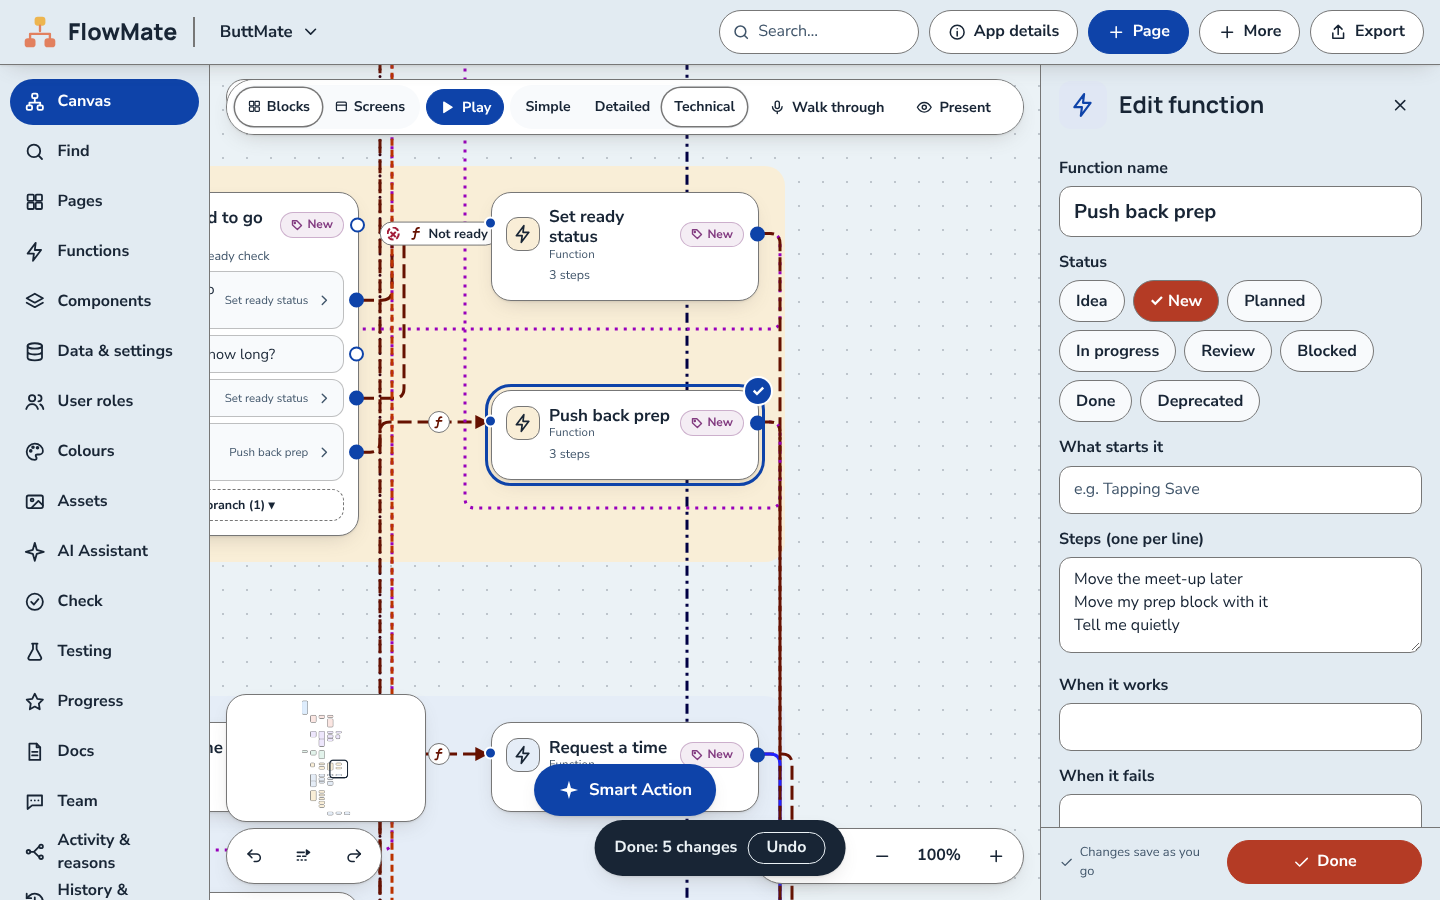 FlowMate
ButtMate
Search...
App details
Page
More
Export
Canvas
Find
Pages
Functions
Components
Data & settings
User roles
Colours
Assets
AI Assistant
Check
Testing
Progress
Docs
Team
Activity &
reasons
History &
Blocks
Screens
Play
Simple
Detailed
Technical
Walk through
Present
d to go
New
eady check
Set ready status
now long?
Set ready status
Push back prep
branch (1) ▾
ƒ Not ready
Set ready
status
Function
3 steps
New
ƒ
Push back prep
Function
3 steps
New
ne
ƒ
Request a time
Function
New
Smart Action
Done: 5 changes
Undo
100%
Edit function
Function name
Push back prep
Status
Idea
New
Planned
In progress
Review
Blocked
Done
Deprecated
What starts it
e.g. Tapping Save
Steps (one per line)
Move the meet-up later
Move my prep block with it
Tell me quietly
When it works
When it fails
Changes save as you
go
Done